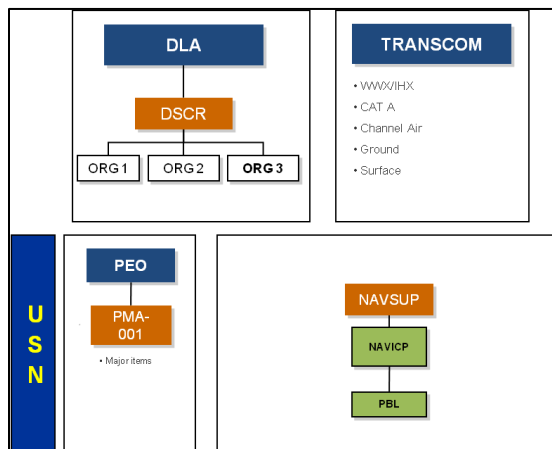 DLA
DSCR
ORG 1
ORG 2
ORG 3
TRANSCOM
• WWX/IHX
• CAT A
• Channel Air
• Ground
• Surface
U
S
N
PEO
PMA-
001
• Major items
NAVSUP
NAVICP
PBL